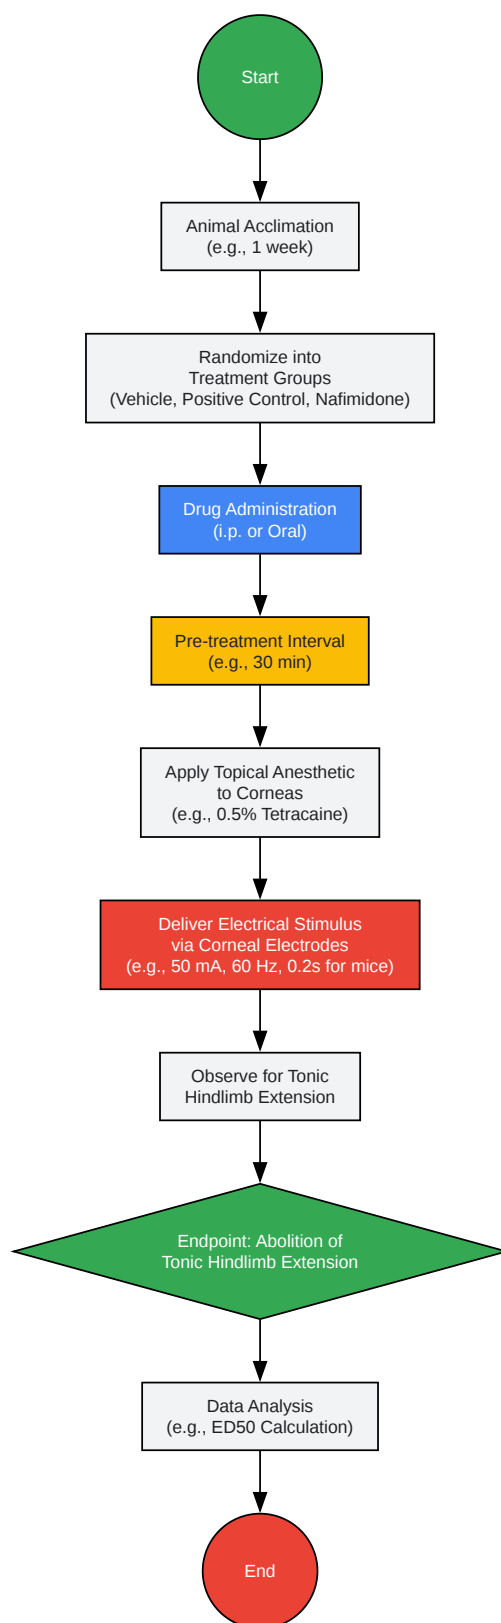 Start
Animal Acclimation
(e.g., 1 week)
Randomize into
Treatment Groups
(Vehicle, Positive Control, Nafimidone)
Drug Administration
(i.p. or Oral)
Pre-treatment Interval
(e.g., 30 min)
Apply Topical Anesthetic
to Corneas
(e.g., 0.5% Tetracaine)
Deliver Electrical Stimulus
via Corneal Electrodes
(e.g., 50 mA, 60 Hz, 0.2s for mice)
Observe for Tonic
Hindlimb Extension
Endpoint: Abolition of
Tonic Hindlimb Extension
Data Analysis
(e.g., ED50 Calculation)
End